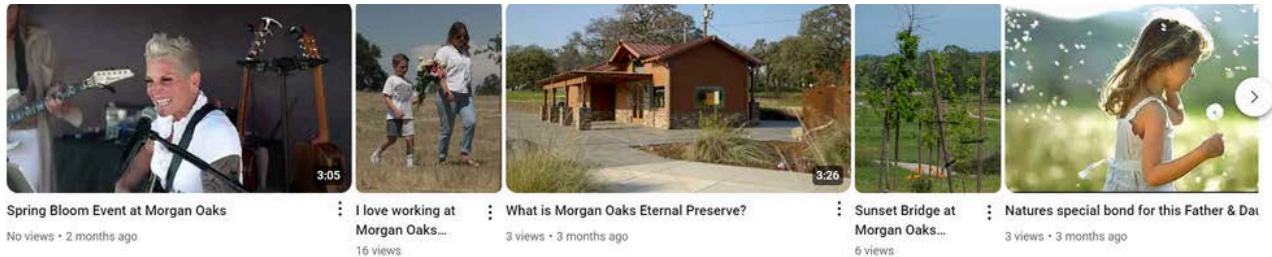 3:05
3:26
Spring Bloom Event at Morgan Oaks
No views • 2 months ago
I love working at
Morgan Oaks...
16 views
What is Morgan Oaks Eternal Preserve?
3 views • 3 months ago
Sunset Bridge at
Morgan Oaks...
6 views
Natures special bond for this Father &
3 views • 3 months ago